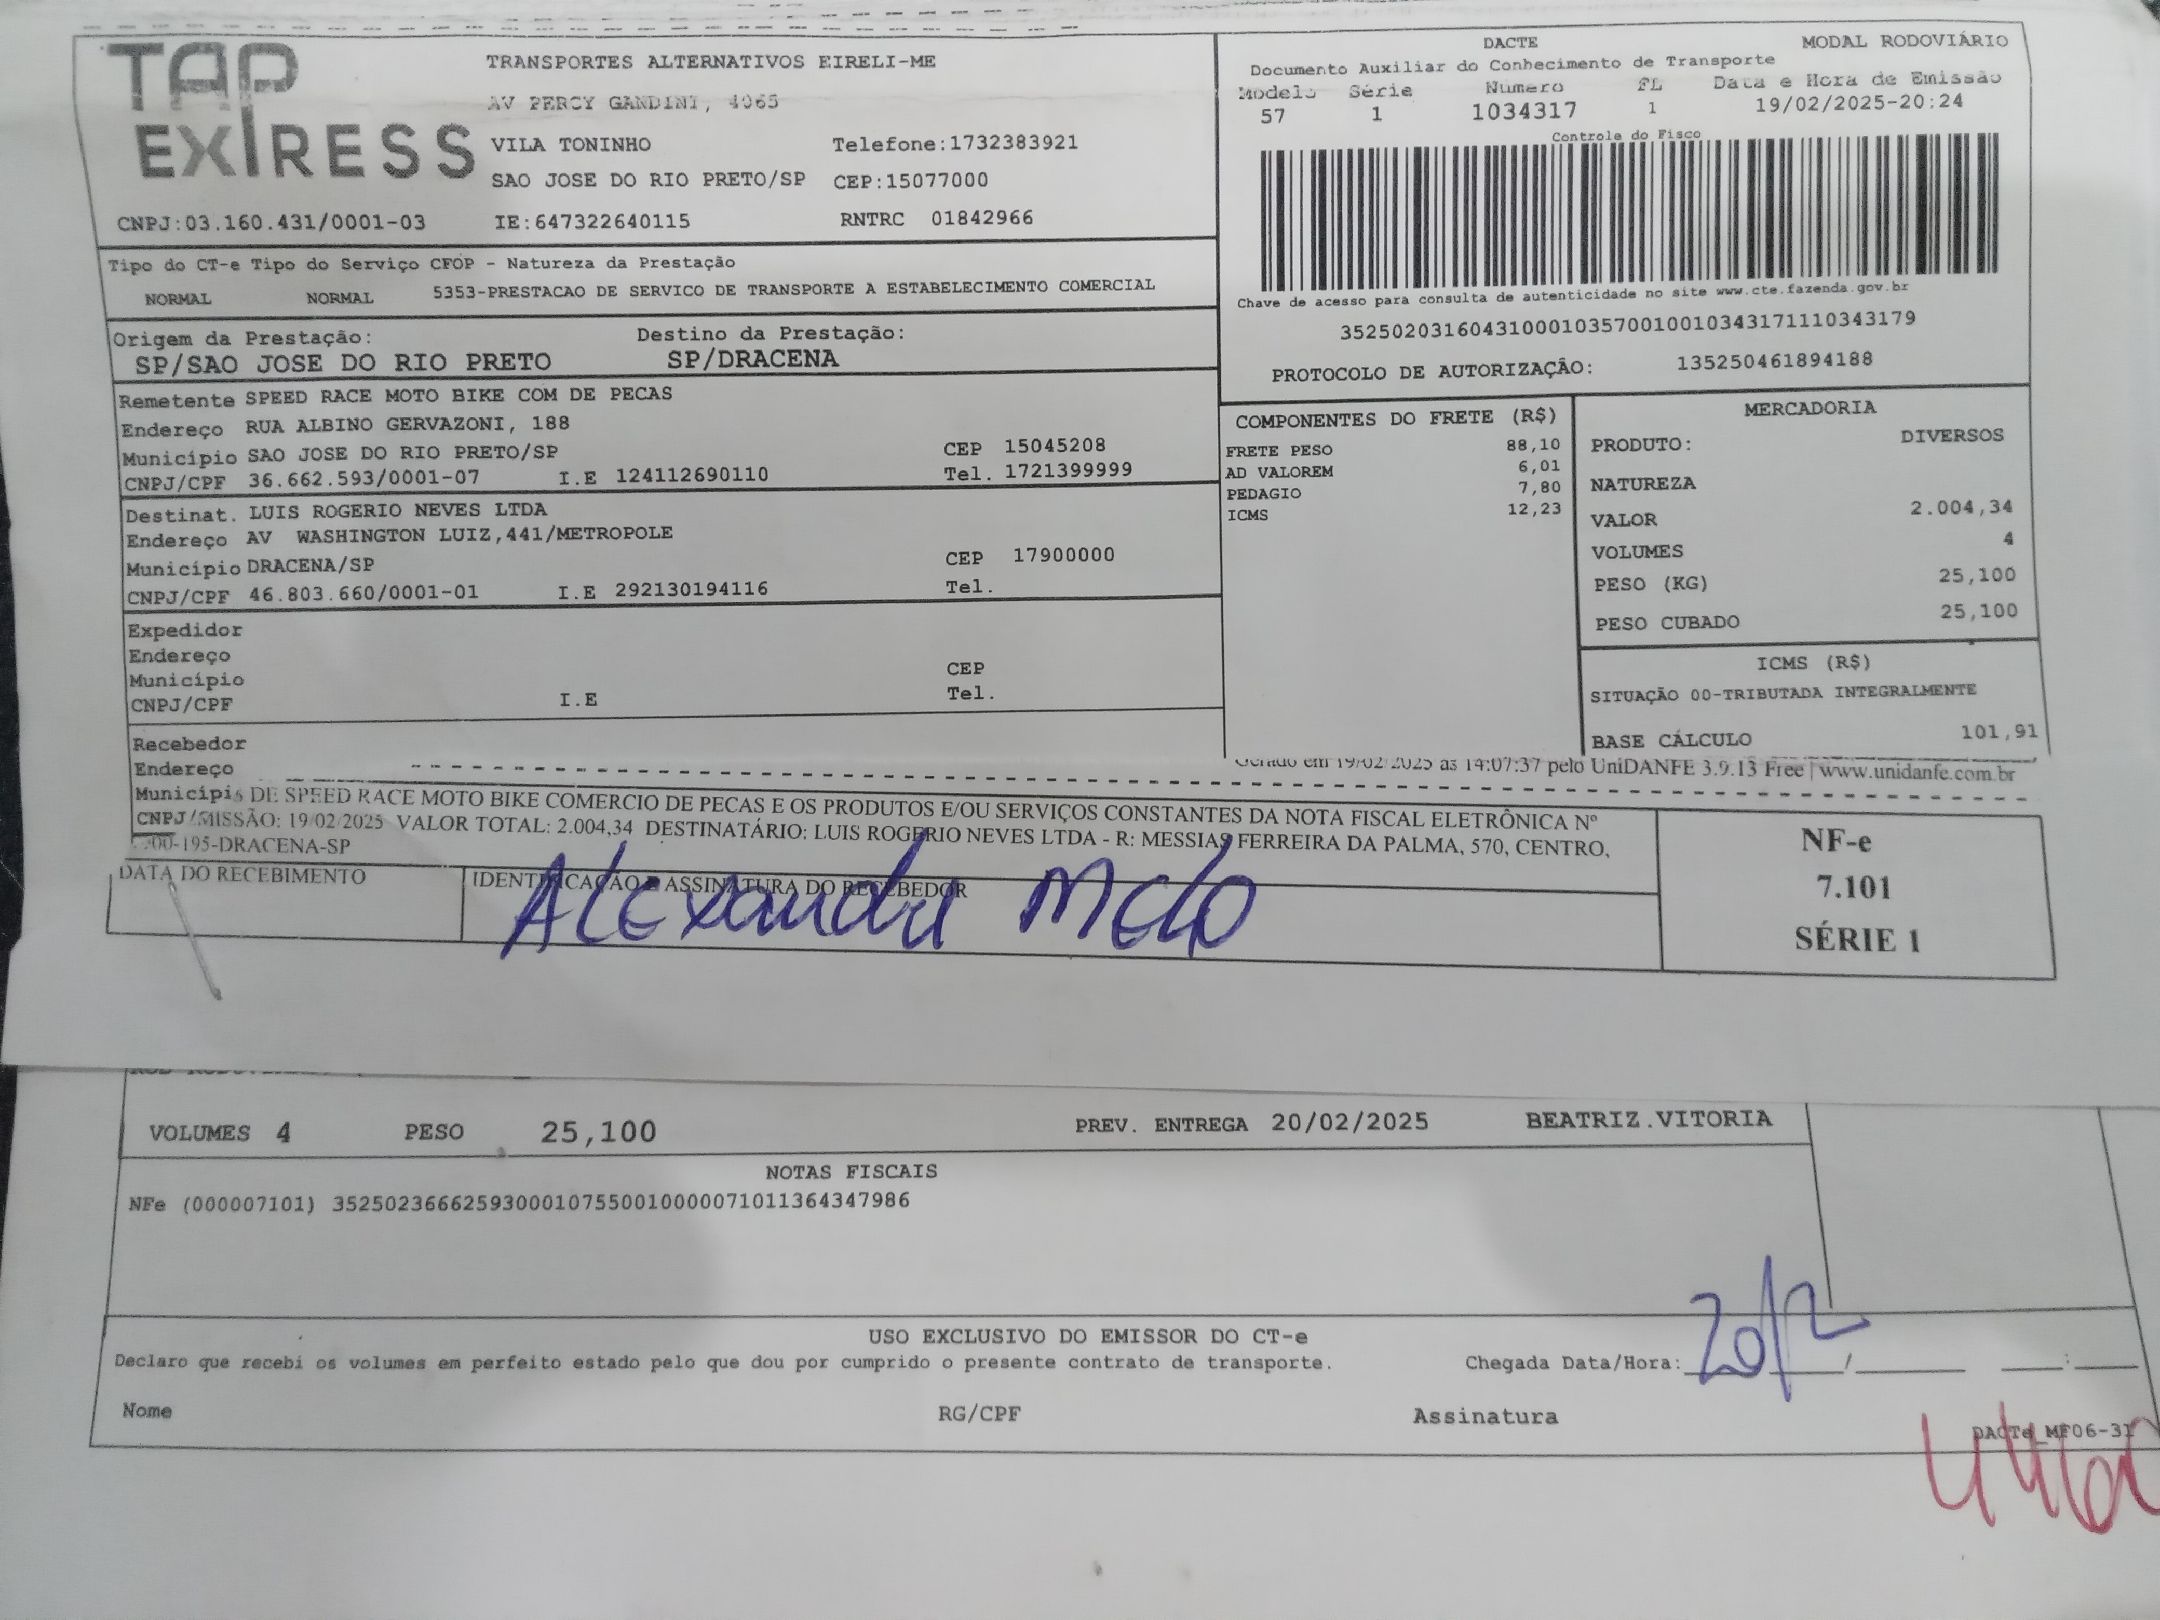 TAP
EXPRESS
TRANSPORTES ALTERNATIVOS EIRELI-ME
AV PERCY GANDINI, 4065
VILA TONINHO Telefone:1732383921
SAO JOSE DO RIO PRETO/SP CEP:15077000
CNPJ:03.160.431/0001-03 IE:647322640115 RNTRC 01842966
DACTE MODAL RODOVIÁRIO
Documento Auxiliar do Conhecimento de Transporte
Modelo Série Número FL Data e Hora de Emissão
57 1 1034317 1 19/02/2025-20:24
Controle do Fisco
Chave de acesso para consulta de autenticidade no site www.cte.fazenda.gov.br
35250203160431000103570010010343171110343179
PROTOCOLO DE AUTORIZAÇÃO: 135250461894188
Tipo do CT-e Tipo do Serviço CFOP - Natureza da Prestação
NORMAL NORMAL 5353-PRESTACAO DE SERVICO DE TRANSPORTE A ESTABELECIMENTO COMERCIAL
Origem da Prestação: Destino da Prestação:
SP/SAO JOSE DO RIO PRETO SP/DRACENA
Remetente SPEED RACE MOTO BIKE COM DE PECAS
Endereço RUA ALBINO GERVAZONI, 188
Município SAO JOSE DO RIO PRETO/SP CEP 15045208
CNPJ/CPF 36.662.593/0001-07 I.E 124112690110 Tel. 1721399999
Destinat. LUIS ROGERIO NEVES LTDA
Endereço AV WASHINGTON LUIZ,441/METROPOLE
Município DRACENA/SP CEP 17900000
CNPJ/CPF 46.803.660/0001-01 I.E 292130194116 Tel.
Expedidor
Endereço
Município CEP
CNPJ/CPF I.E Tel.
Recebedor
Endereço
COMPONENTES DO FRETE (R$)
FRETE PESO 88,10
AD VALOREM 6,01
PEDAGIO 7,80
ICMS 12,23
MERCADORIA
PRODUTO: DIVERSOS
NATUREZA
VALOR 2.004,34
VOLUMES 4
PESO (KG) 25,100
PESO CUBADO 25,100
ICMS (R$)
SITUAÇÃO 00-TRIBUTADA INTEGRALMENTE
BASE CÁLCULO 101,91
Gerado em 19/02/2025 às 14:07:37 pelo UniDANFE 3.9.13 Free | www.unidanfe.com.br
Municípi DE SPEED RACE MOTO BIKE COMERCIO DE PECAS E OS PRODUTOS E/OU SERVIÇOS CONSTANTES DA NOTA FISCAL ELETRÔNICA Nº
CNPJ/MISSÃO: 19/02/2025 VALOR TOTAL: 2.004,34 DESTINATÁRIO: LUIS ROGERIO NEVES LTDA - R: MESSIAS FERREIRA DA PALMA, 570, CENTRO,
00-195-DRACENA-SP
DATA DO RECEBIMENTO IDENTIFICAÇÃO E ASSINATURA DO RECEBEDOR
Alexandre Melo
NF-e
7.101
SÉRIE 1
VOLUMES 4 PESO 25,100 PREV. ENTREGA 20/02/2025 BEATRIZ.VITORIA
NOTAS FISCAIS
NFe (000007101) 35250236662593000107550010000071011364347986
USO EXCLUSIVO DO EMISSOR DO CT-e
Declaro que recebi os volumes em perfeito estado pelo que dou por cumprido o presente contrato de transporte. Chegada Data/Hora: 20/2
Nome RG/CPF Assinatura
DACTe_MF06-31